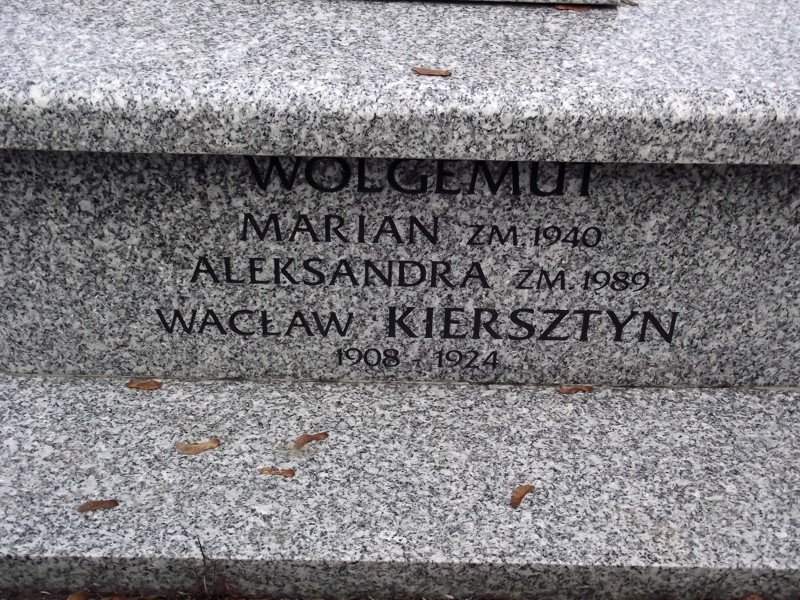 WOLGEMUT
MARIAN ZM. 1940
ALEKSANDRA ZM. 1989
WACŁAW KIERSZTYN
1908 - 1924